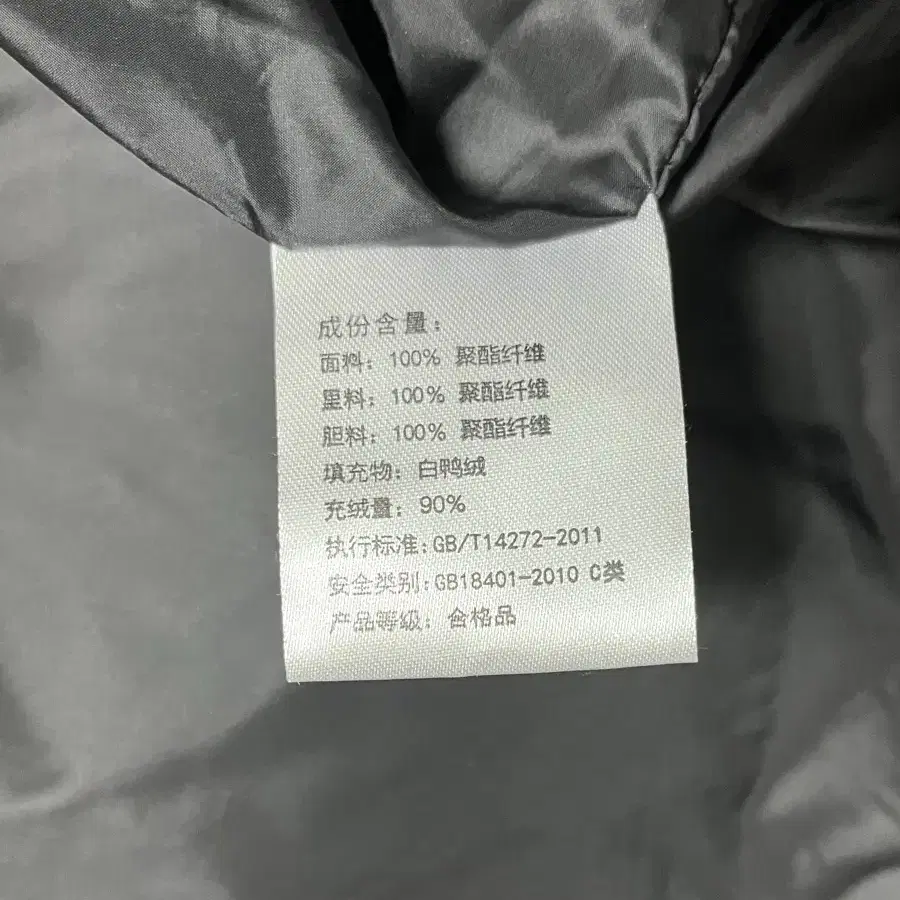 成份含量：
面料：100% 聚酯纤维
里料：100% 聚酯纤维
胆料：100% 聚酯纤维
填充物：白鸭绒
充绒量：90%
执行标准：GB/T14272-2011
安全类别：GB18401-2010 C类
产品等级：合格品